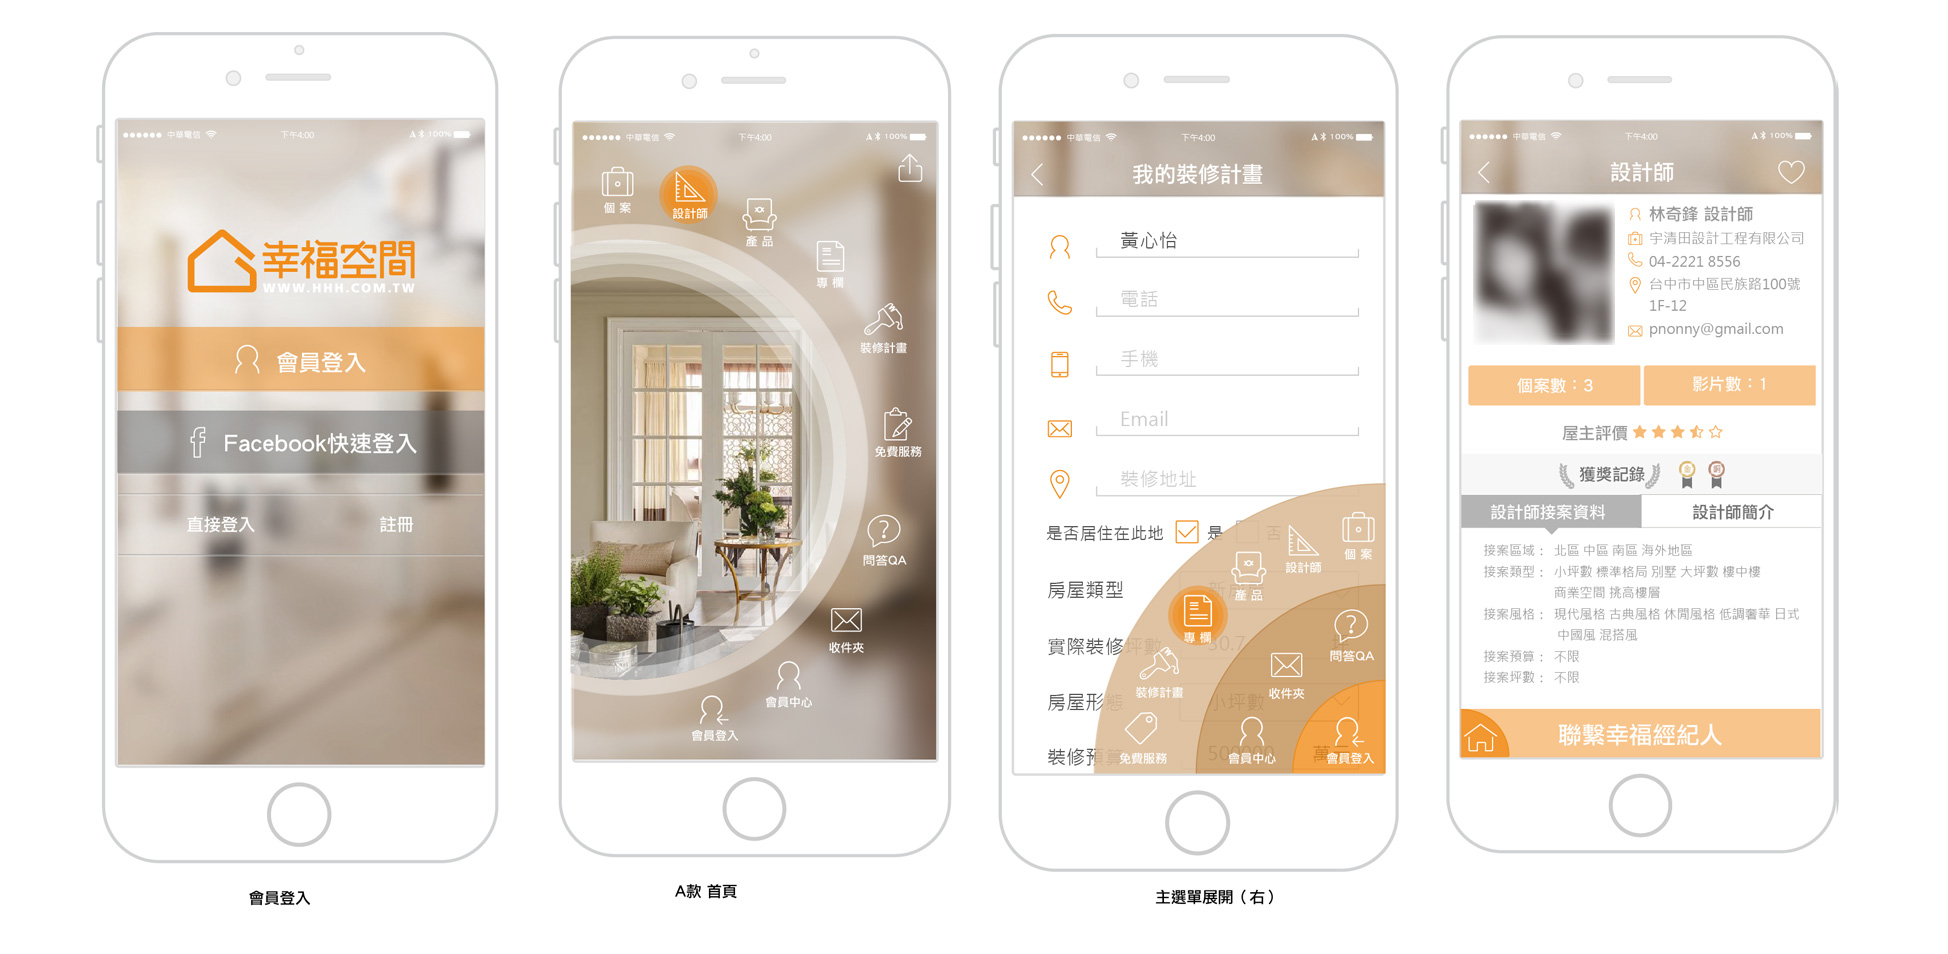 中華電信
下午4:00
100%
幸福空間
WWW.HHH.COM.TW
會員登入
Facebook快速登入
直接登入
註冊
會員登入
中華電信
下午4:00
100%
個案
設計師
產品
專欄
裝修計畫
免費服務
問答QA
收件夾
會員中心
會員登入
A款 首頁
中華電信
下午4:00
100%
我的裝修計畫
黃心怡
電話
手機
Email
裝修地址
是否居住在此地 是 否
房屋類型
實際裝修坪數 30.7
房屋形態 小坪數
裝修預算 500000 萬元
個案
設計師
產品
專欄
裝修計畫
免費服務
問答QA
收件夾
會員中心
會員登入
主選單展開（右）
中華電信
下午4:00
100%
設計師
林奇鋒 設計師
宇清田設計工程有限公司
04-2221 8556
台中市中區民族路100號
1F-12
pnonny@gmail.com
個案數：3
影片數：1
屋主評價
獲獎記錄
設計師接案資料
設計師簡介
接案區域： 北區 中區 南區 海外地區
接案類型： 小坪數 標準格局 別墅 大坪數 樓中樓
商業空間 挑高樓層
接案風格： 現代風格 古典風格 休閒風格 低調奢華 日式
中國風 混搭風
接案預算： 不限
接案坪數： 不限
聯繫幸福經紀人